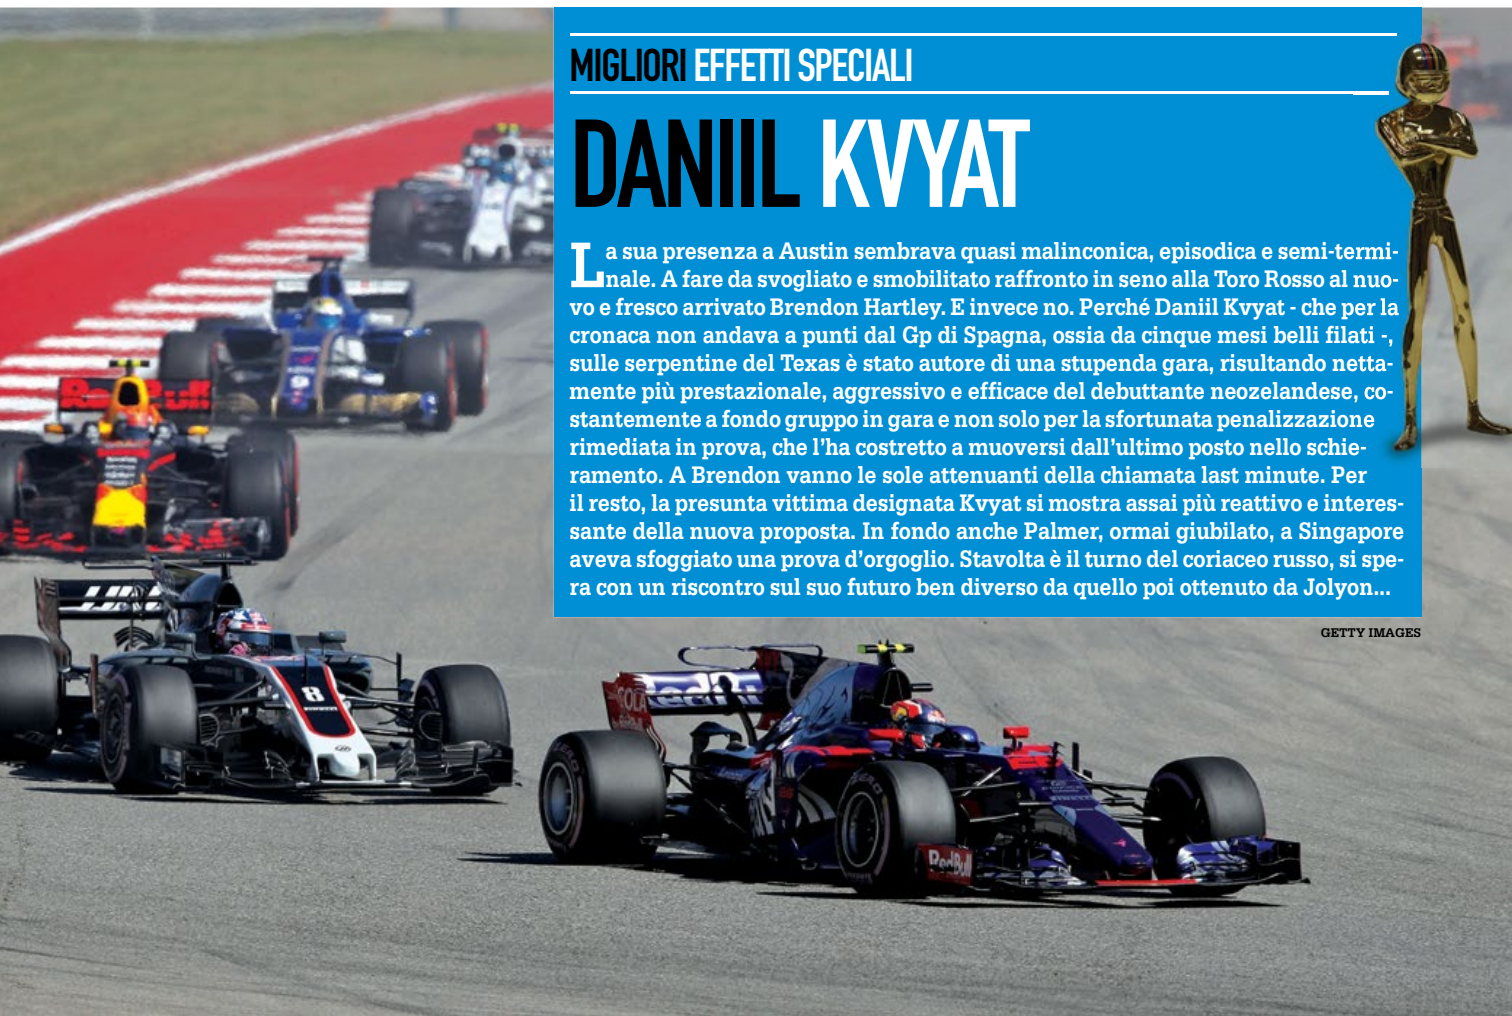 MIGLIORI EFFETTI SPECIALI
DANIIL KVYAT
La sua presenza a Austin sembrava quasi malinconica, episodica e semi-termi-
nale. A fare da svogliato e smobilitato raffronto in seno alla Toro Rosso al nuo-
vo e fresco arrivato Brendon Hartley. E invece no. Perché Daniil Kvyat - che per la
cronaca non andava a punti dal Gp di Spagna, ossia da cinque mesi belli filati -,
sulle serpentine del Texas è stato autore di una stupenda gara, risultando netta-
mente più prestazionale, aggressivo e efficace del debuttante neozelandese, co-
stantemente a fondo gruppo in gara e non solo per la sfortunata penalizzazione
rimediata in prova, che l’ha costretto a muoversi dall’ultimo posto nello schie-
ramento. A Brendon vanno le sole attenuanti della chiamata last minute. Per
il resto, la presunta vittima designata Kvyat si mostra assai più reattivo e interes-
sante della nuova proposta. In fondo anche Palmer, ormai giubilato, a Singapore
aveva sfoggiato una prova d’orgoglio. Stavolta è il turno del coriaceo russo, si spe-
ra con un riscontro sul suo futuro ben diverso da quello poi ottenuto da Jolyon...
GETTY IMAGES
Red Bull
9
8
RedBull